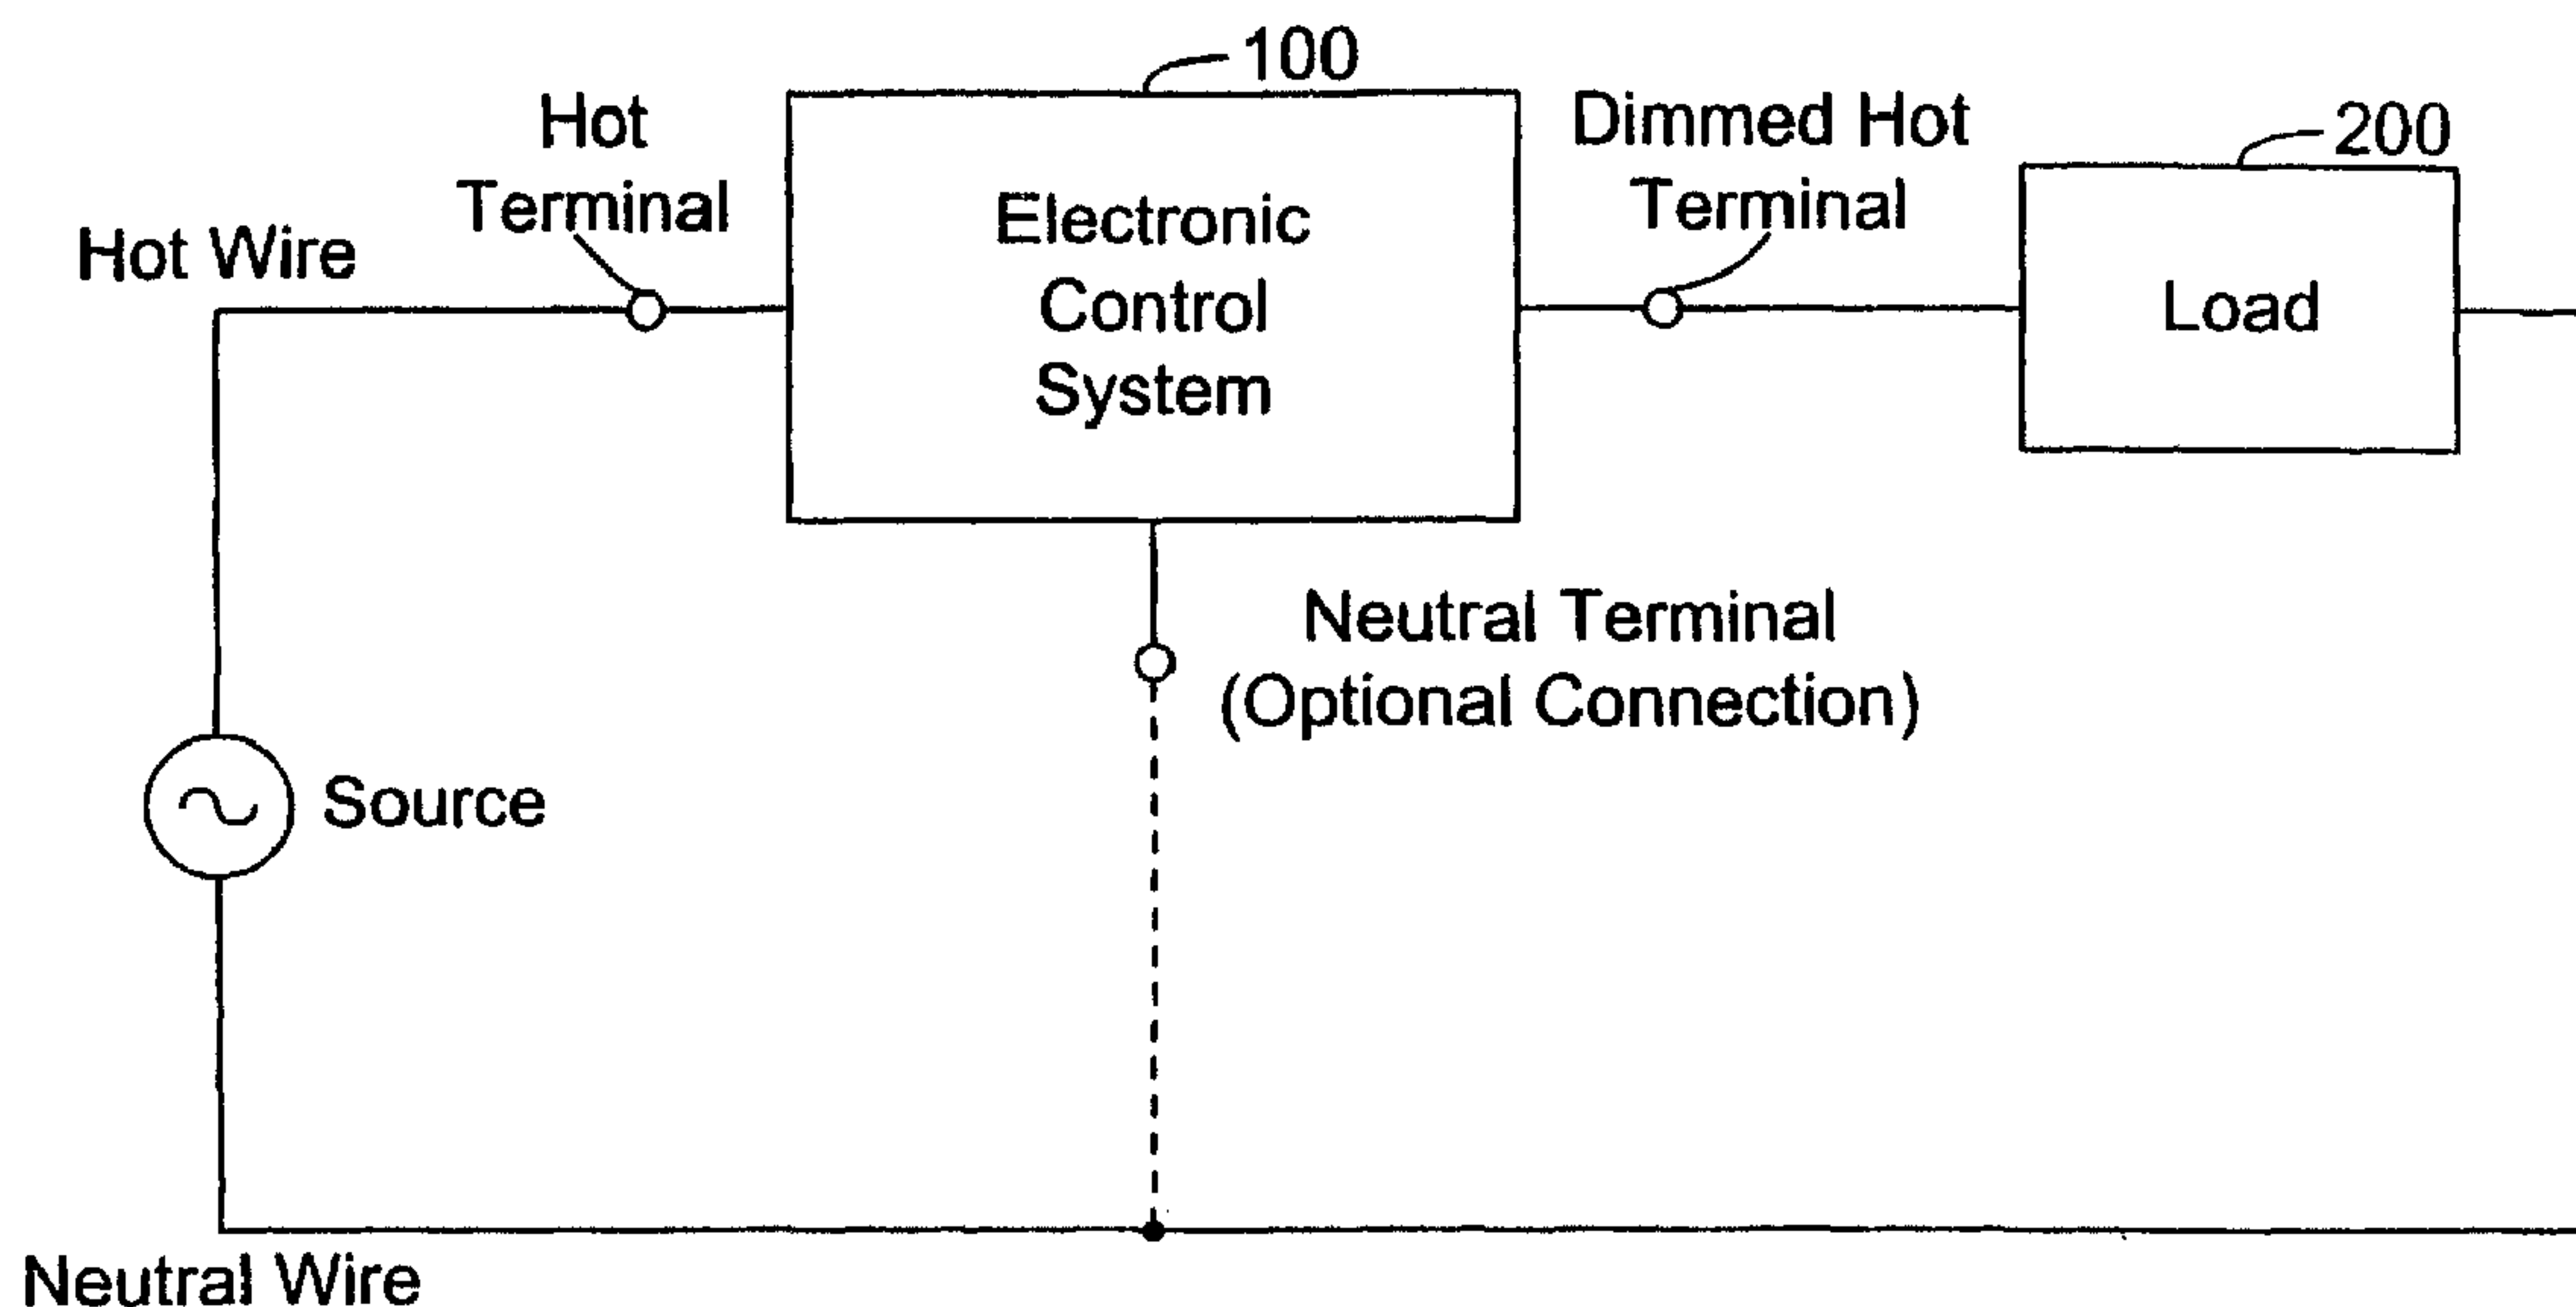 100
Hot
Terminal
Dimmed Hot
Terminal
200
Hot Wire
Electronic
Control
System
Load
Neutral Terminal
(Optional Connection)
Source
Neutral Wire